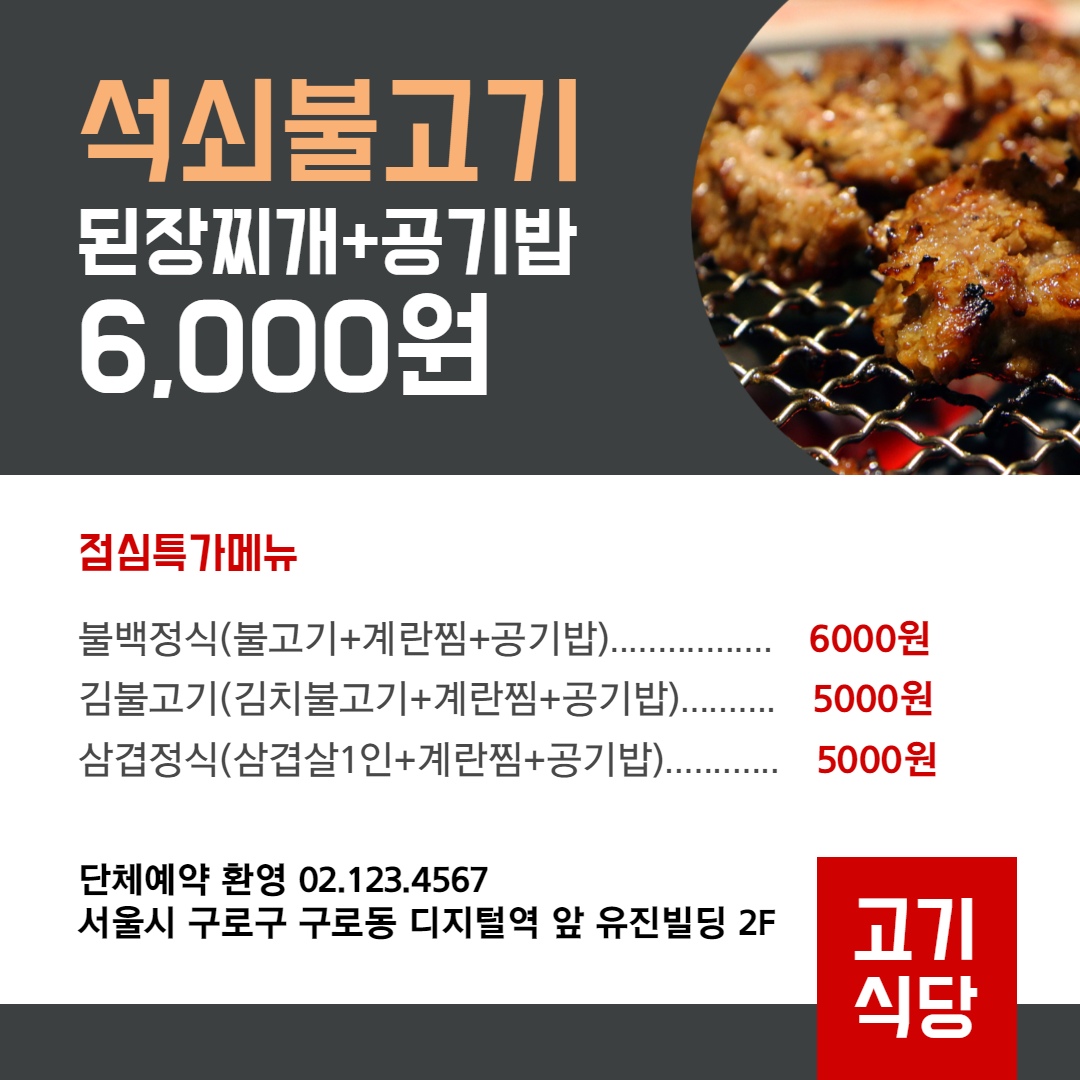 석쇠불고기
된장찌개+공기밥
6,000원
점심특가메뉴
불백정식(불고기+계란찜+공기밥)................. 6000원
김불고기(김치불고기+계란찜+공기밥).......... 5000원
삼겹정식(삼겹살1인+계란찜+공기밥)............ 5000원
단체예약 환영 02.123.4567
서울시 구로구 구로동 디지털역 앞 유진빌딩 2F
고기
식당